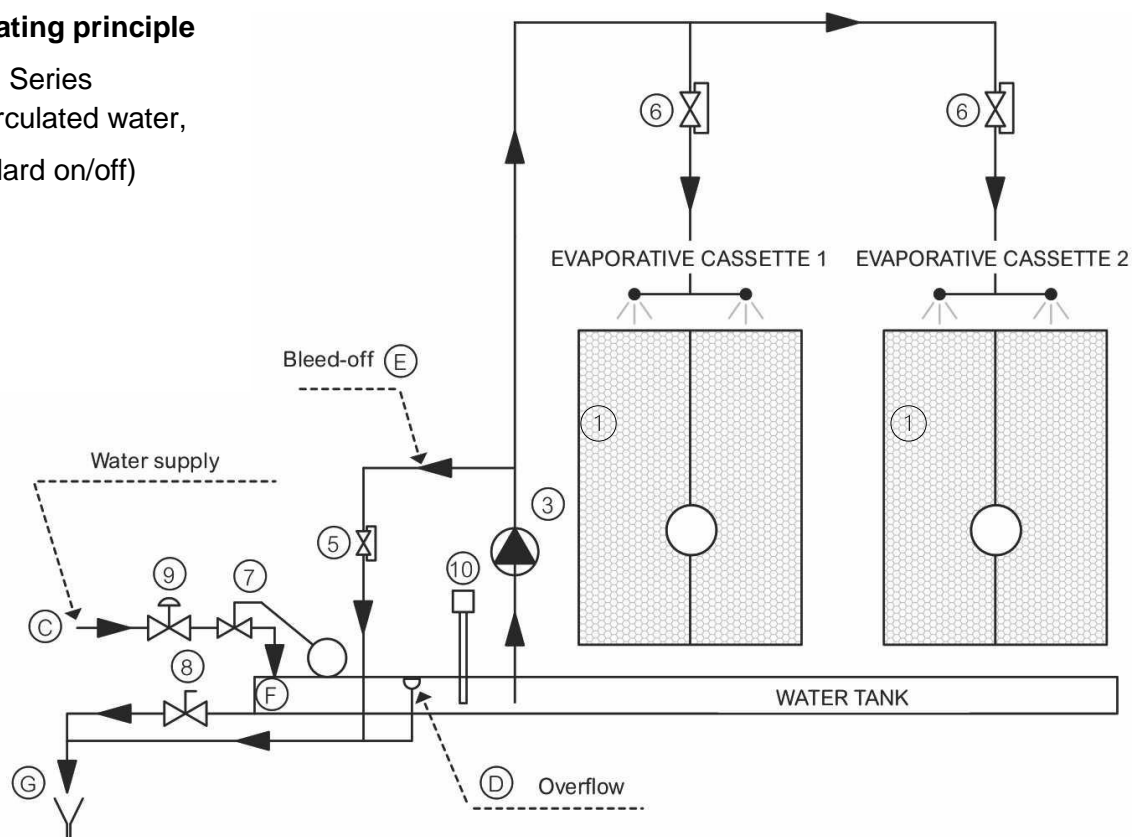 ating principle
Series
rculated water,
lard on/off)
6
6
EVAPORATIVE CASSETTE 1
EVAPORATIVE CASSETTE 2
Bleed-off E
1
1
Water supply
3
5
10
9
7
C
8
F
WATER TANK
G
D Overflow